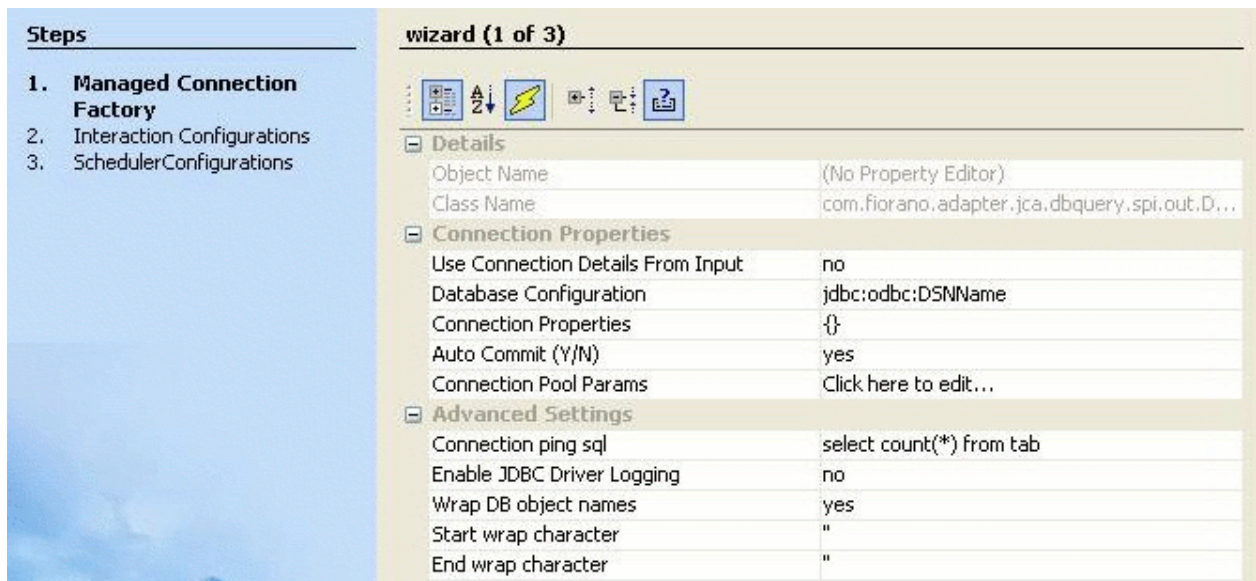 Steps
1. Managed Connection
Factory
2. Interaction Configurations
3. SchedulerConfigurations
wizard (1 of 3)
Details
Object Name (No Property Editor)
Class Name com.fiorano.adapter.jca.dbquery.spi.out.D...
Connection Properties
Use Connection Details From Input no
Database Configuration jdbc:odbc:DSNName
Connection Properties {}
Auto Commit (Y/N) yes
Connection Pool Params Click here to edit...
Advanced Settings
Connection ping sql select count(*) from tab
Enable JDBC Driver Logging no
Wrap DB object names yes
Start wrap character "
End wrap character "